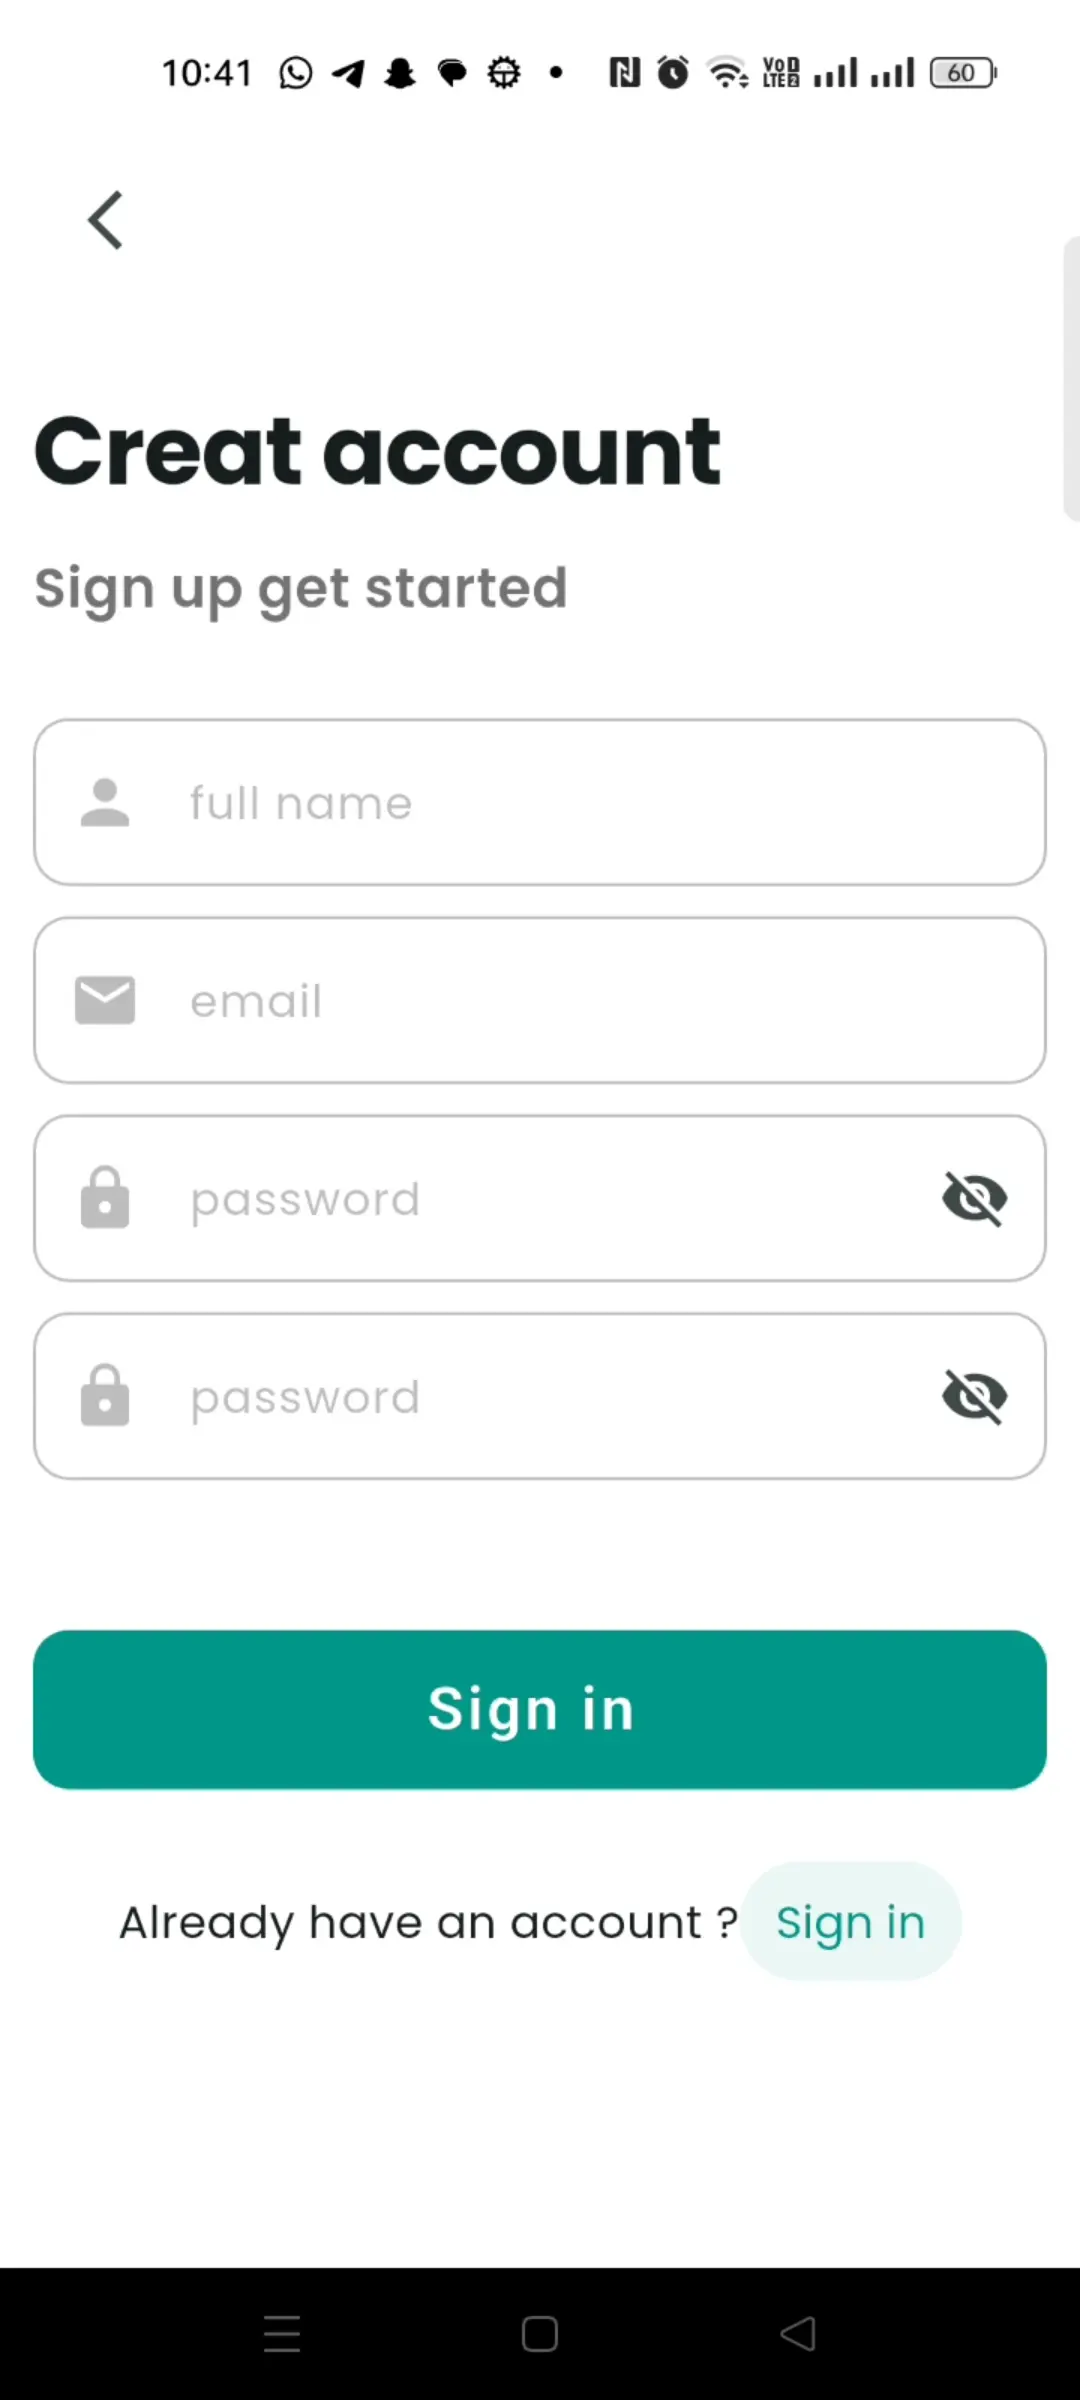 10:41 VoD LTE2 60
Creat account
Sign up get started
full name
email
password
password
Sign in
Already have an account ? Sign in